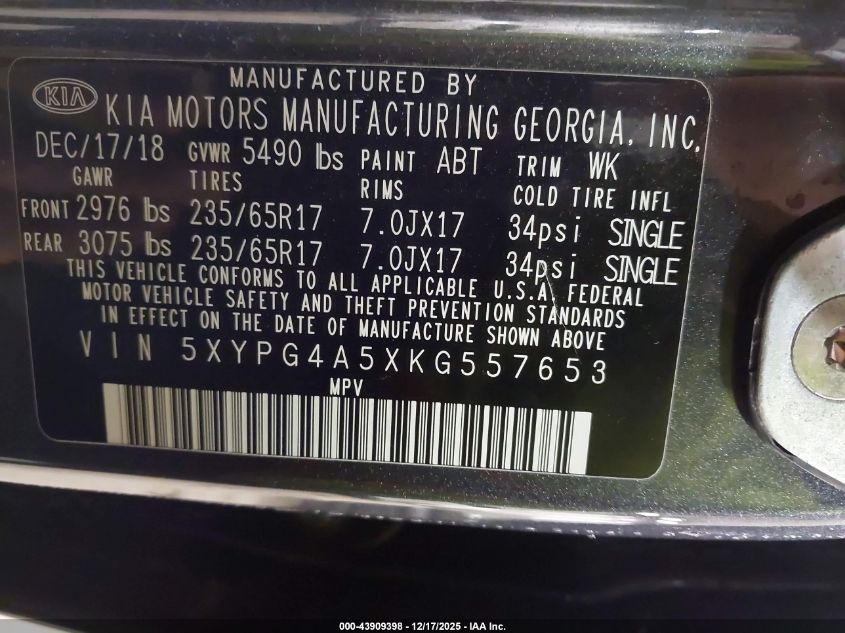 MANUFACTURED BY
KIA KIA MOTORS MANUFACTURING GEORGIA, INC.
DEC/17/18 GVWR 5490 lbs PAINT ABT TRIM WK
GAWR TIRES RIMS COLD TIRE INFL
FRONT 2976 lbs 235/65R17 7.0JX17 34psi SINGLE
REAR 3075 lbs 235/65R17 7.0JX17 34psi SINGLE
THIS VEHICLE CONFORMS TO ALL APPLICABLE U.S.A FEDERAL
MOTOR VEHICLE SAFETY AND THEFT PREVENTION STANDARDS
IN EFFECT ON THE DATE OF MANUFACTURE SHOWN ABOVE
VIN 5XYPG4A5XKG557653
MPV
000-43909398 - 12/17/2025 - IAA Inc.